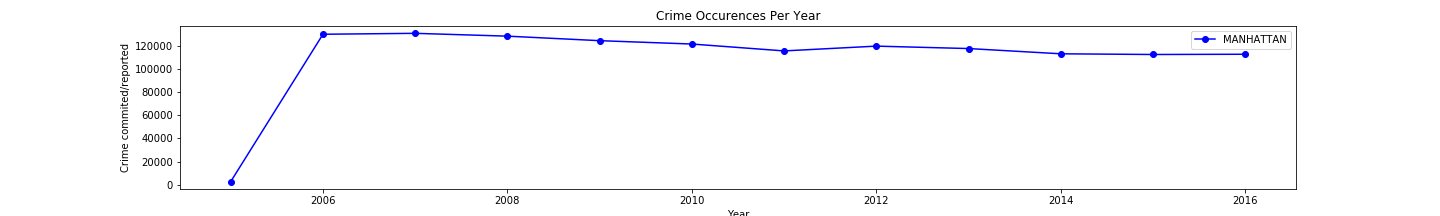 Crime Occurences Per Year
Crime commited/reported
120000
100000
80000
60000
40000
20000
0
MANHATTAN
2006 2008 2010 2012 2014 2016
Year